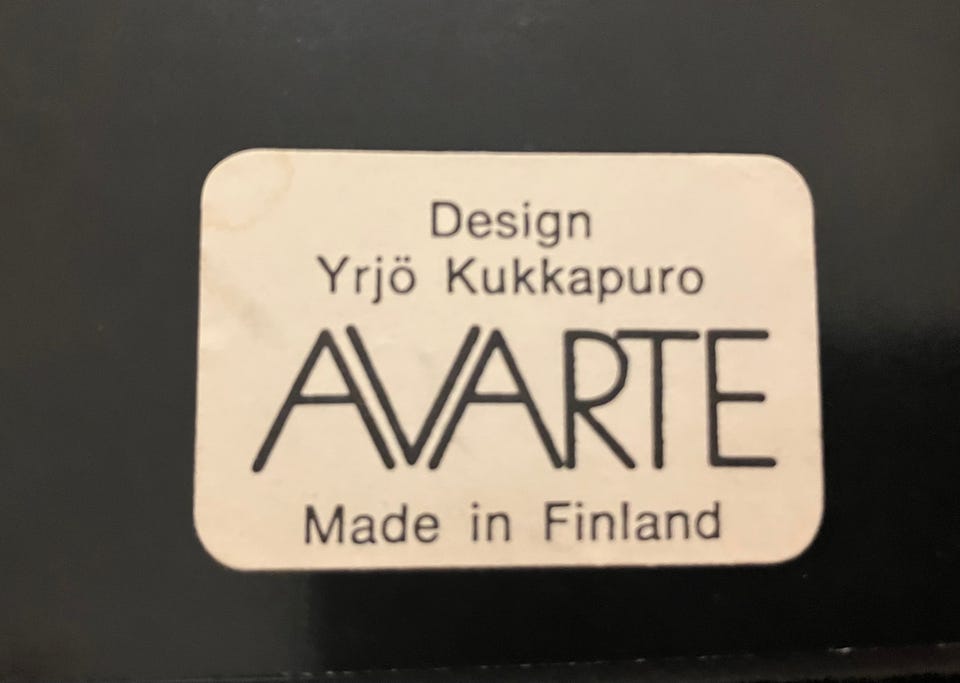 Design
Yrjö Kukkapuro
AVARTE
Made in Finland